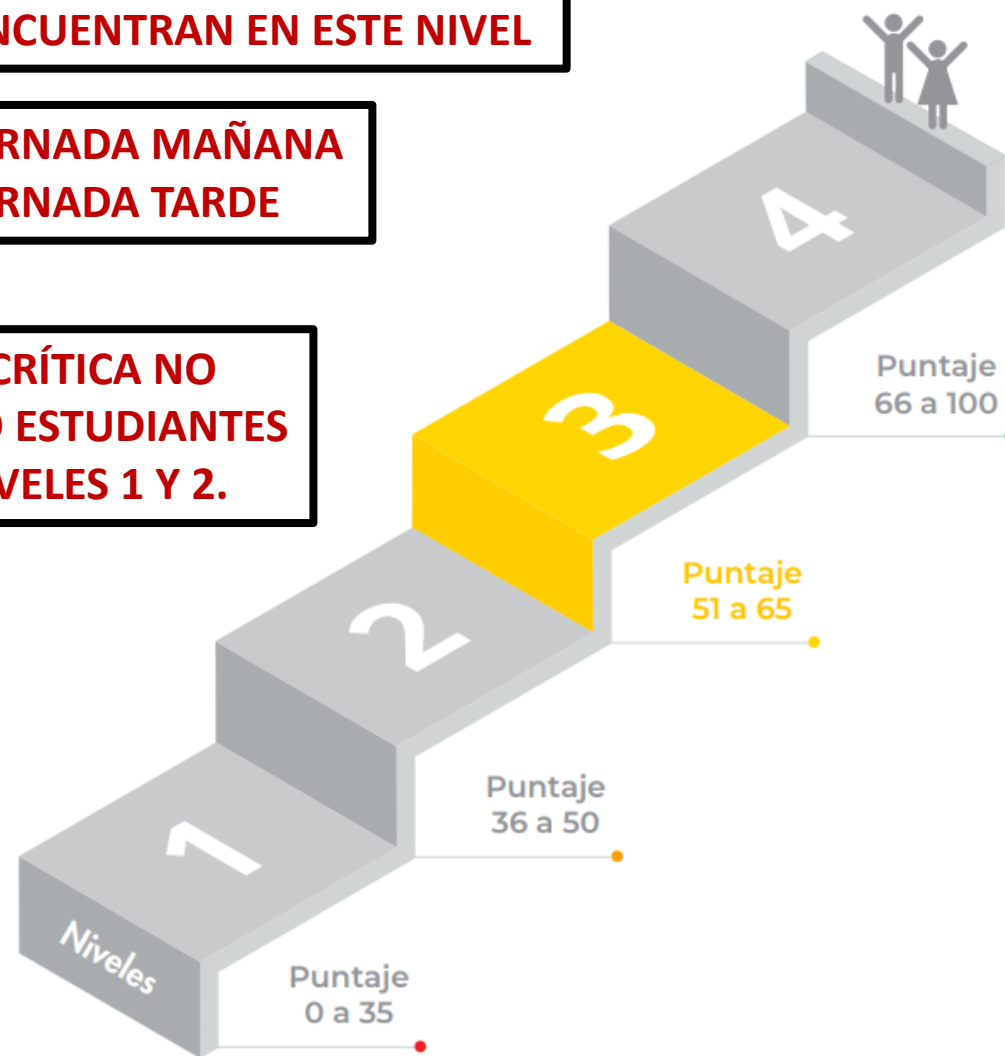 NCUENTRAN EN ESTE NIVEL
RNADA MAÑANA
RNADA TARDE
CRÍTICA NO
ESTUDIANTES
VELES 1 Y 2.
4
Puntaje
66 a 100
3
Puntaje
51 a 65
2
Puntaje
36 a 50
1
Niveles
Puntaje
0 a 35